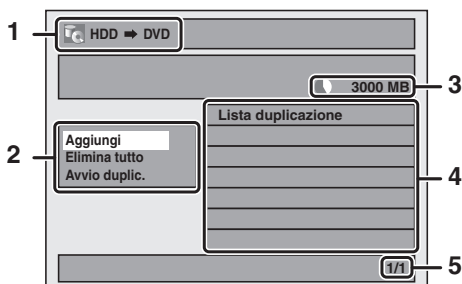 1
HDD ➡ DVD
3000 MB
3
Lista duplicazione
2
Aggiungi
Elimina tutto
Avvio duplic.
4
1/1
5